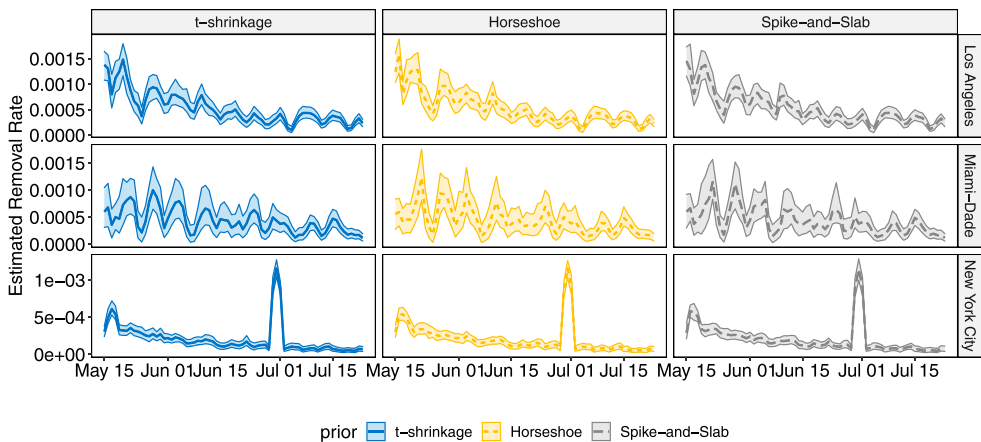 t−shrinkage Horseshoe Spike−and−Slab
Estimated Removal Rate
0.0015
0.0010
0.0005
0.0000
Los Angeles
0.0015
0.0010
0.0005
0.0000
Miami−Dade
1e−03
5e−04
0e+00
New York City
May 15 Jun 01 Jun 15 Jul 01 Jul 15 May 15 Jun 01 Jun 15 Jul 01 Jul 15 May 15 Jun 01 Jun 15 Jul 01 Jul 15
prior t−shrinkage Horseshoe Spike−and−Slab